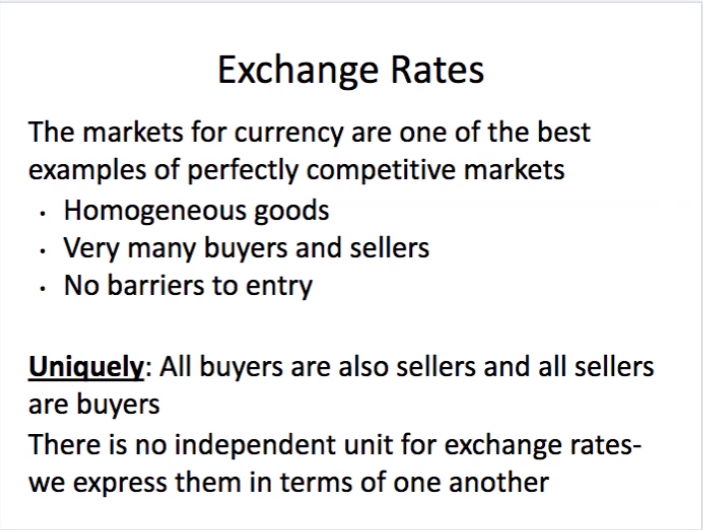 Exchange Rates
The markets for currency are one of the best
examples of perfectly competitive markets
• Homogeneous goods
• Very many buyers and sellers
• No barriers to entry
Uniquely: All buyers are also sellers and all sellers
are buyers
There is no independent unit for exchange rates-
we express them in terms of one another